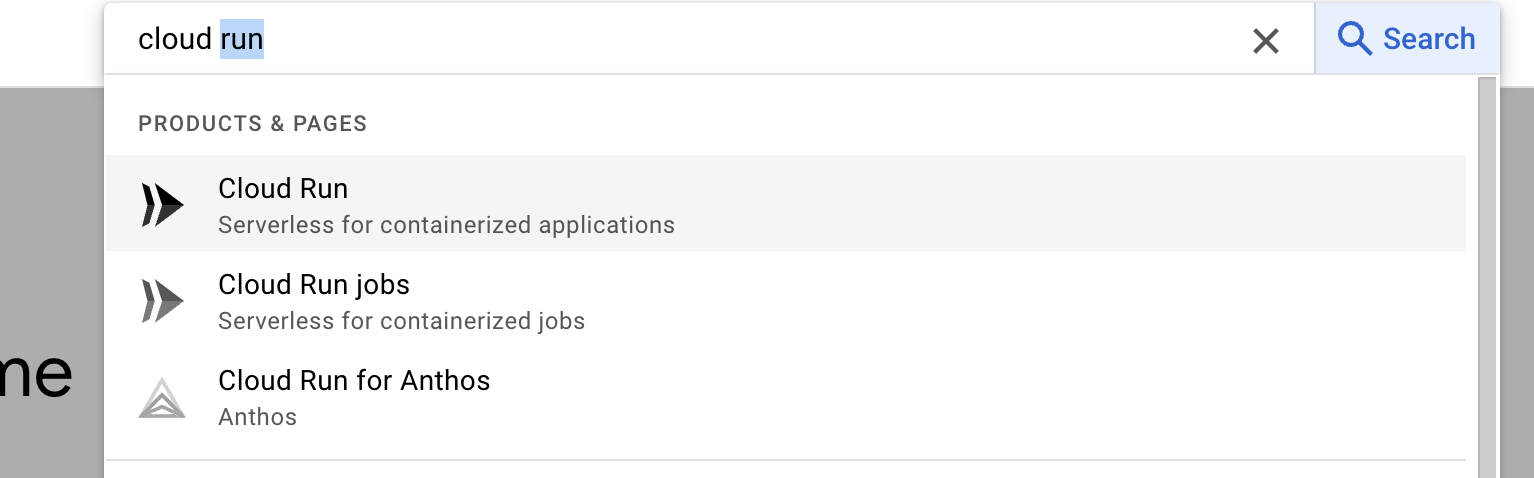 cloud run
Search
PRODUCTS & PAGES
Cloud Run
Serverless for containerized applications
Cloud Run jobs
Serverless for containerized jobs
me
Cloud Run for Anthos
Anthos